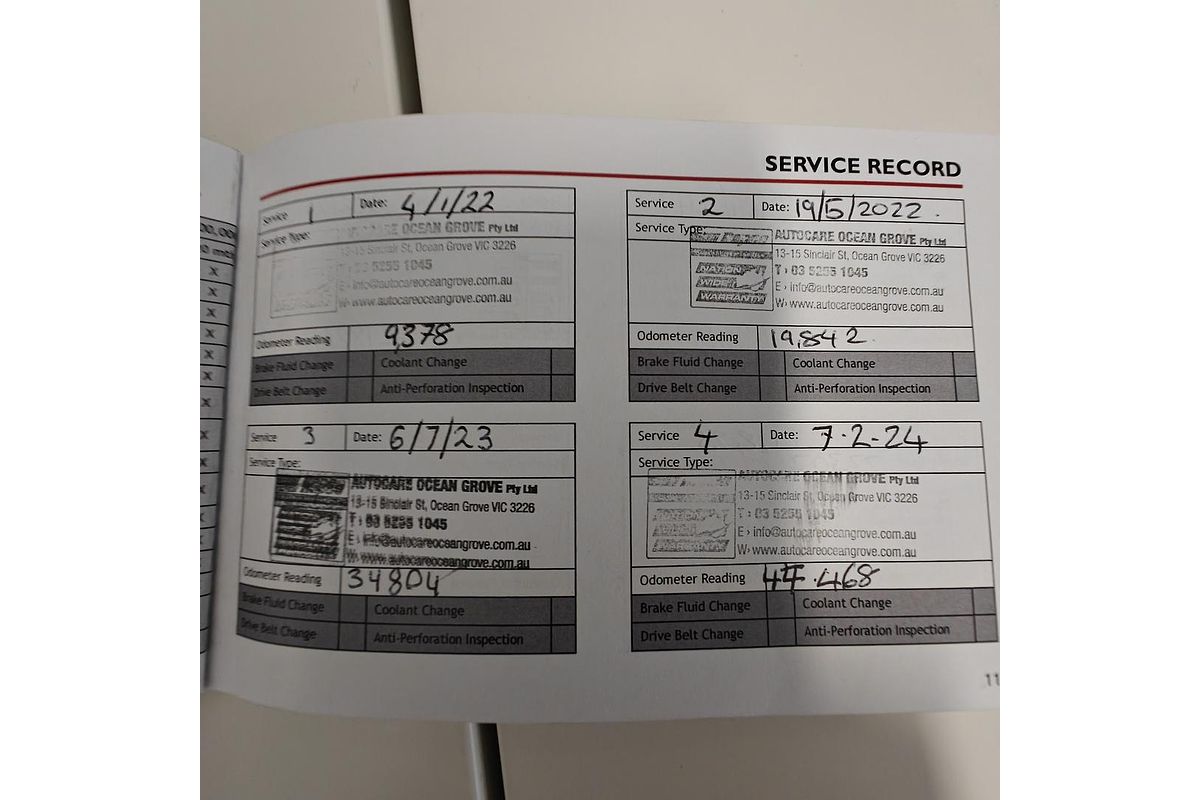 SERVICE RECORD
Service 1 Date: 4/1/22
Service Type:
AUTOCARE OCEAN GROVE Pty Ltd
13-15 Sinclair St, Ocean Grove VIC 3226
T › 03 5255 1045
E › info@autocareoceangrove.com.au
W› www.autocareoceangrove.com.au
Odometer Reading 9,378
Brake Fluid Change Coolant Change
Drive Belt Change Anti-Perforation Inspection
Service 2 Date: 19/5/2022.
Service Type:
AUTOCARE OCEAN GROVE Pty Ltd
13-15 Sinclair St, Ocean Grove VIC 3226
NATION
T › 03 5255 1045
WIDE
E › info@autocareoceangrove.com.au
WARRANTY
W› www.autocareoceangrove.com.au
Odometer Reading 19,842
Brake Fluid Change Coolant Change
Drive Belt Change Anti-Perforation Inspection
Service 3 Date: 6/7/23
Service Type:
AUTOCARE OCEAN GROVE Pty Ltd
13-15 Sinclair St, Ocean Grove VIC 3226
T › 03 5255 1045
E › info@autocareoceangrove.com.au
W› www.autocareoceangrove.com.au
Odometer Reading 34804
Brake Fluid Change Coolant Change
Drive Belt Change Anti-Perforation Inspection
Service 4 Date: 7.2-24
Service Type:
AUTOCARE OCEAN GROVE Pty Ltd
13-15 Sinclair St, Ocean Grove VIC 3226
T › 03 5255 1045
E › info@autocareoceangrove.com.au
W› www.autocareoceangrove.com.au
Odometer Reading 47.468
Brake Fluid Change Coolant Change
Drive Belt Change Anti-Perforation Inspection
11